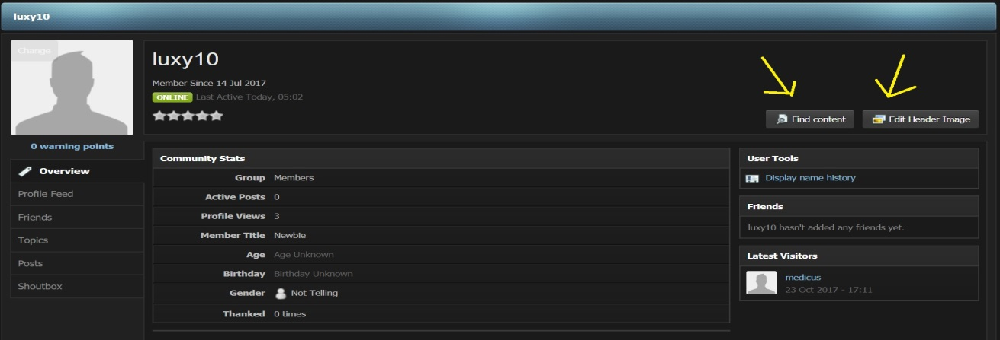 luxy10
Change
luxy10
Member Since 14 Jul 2017
ONLINE Last Active Today, 05:02
Find content
Edit Header Image
0 warning points
Overview
Profile Feed
Friends
Topics
Posts
Shoutbox
Community Stats
Group Members
Active Posts 0
Profile Views 3
Member Title Newbie
Age Age Unknown
Birthday Birthday Unknown
Gender Not Telling
Thanked 0 times
User Tools
Display name history
Friends
luxy10 hasn't added any friends yet.
Latest Visitors
medicus
23 Oct 2017 - 17:11